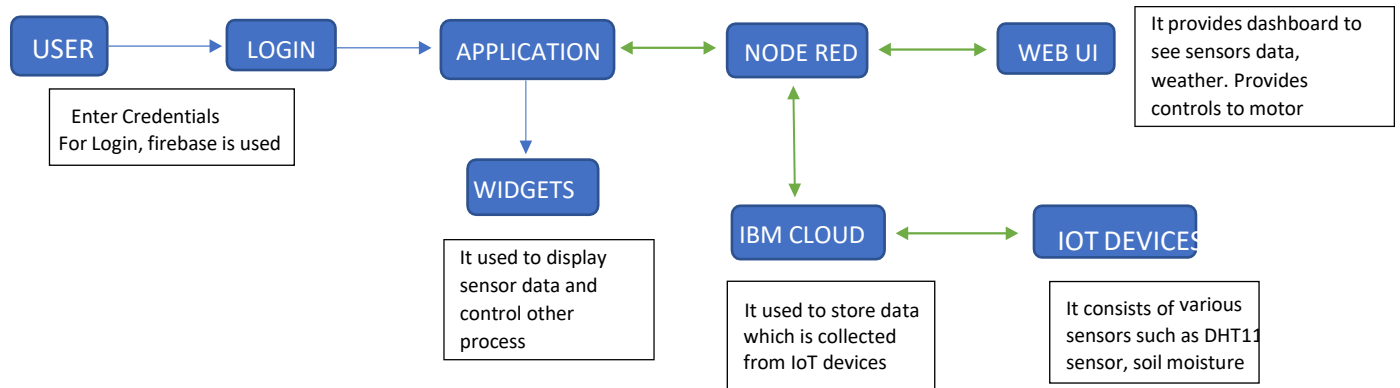 USER
LOGIN
APPLICATION
NODE RED
WEB UI
It provides dashboard to
see sensors data,
weather. Provides
controls to motor
Enter Credentials
For Login, firebase is used
WIDGETS
IBM CLOUD
IOT DEVICES
It used to display
sensor data and
control other
process
It used to store data
which is collected
from IoT devices
It consists of various
sensors such as DHT11
sensor, soil moisture